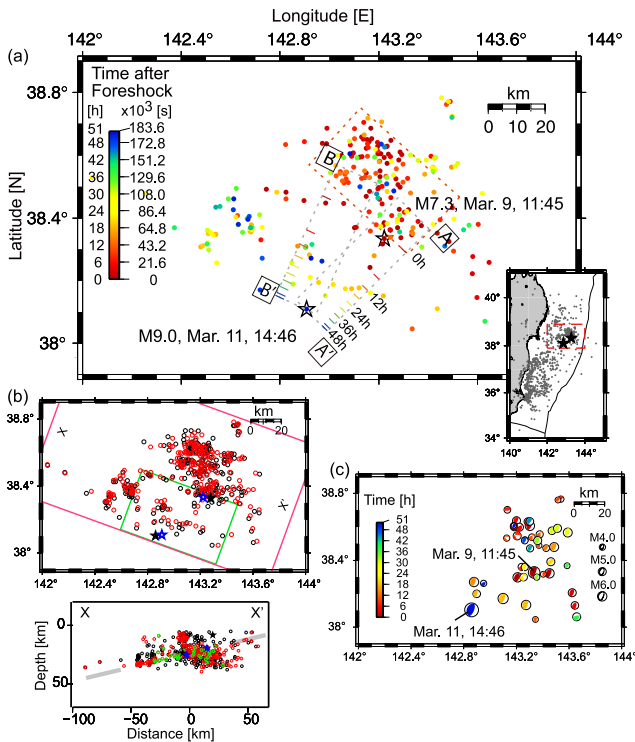 Longitude [E]
142° 142.4° 142.8° 143.2° 143.6° 144°
(a)
Time after
Foreshock
[h] x10³ [s]
51 183.6
48 172.8
42 151.2
36 129.6
30 108.0
24 86.4
18 64.8
12 43.2
6 21.6
0 0
km
0 10 20
38.8°
38.4°
38°
Latitude [N]
B
M7.3, Mar. 9, 11:45
A
0h
12h
24h
36h
48h
B'
A'
M9.0, Mar. 11, 14:46
40°
38°
36°
34°
140° 142° 144°
(b)
km
0 20
38.8°
38.4°
38°
X
X'
142° 142.4° 142.8° 143.2° 143.6° 144°
X X'
0
50
Depth [km]
−100 −50 0 50
Distance [km]
(c)
Time [h]
51
48
42
36
30
24
18
12
6
0
km
0 20
M4.0
M5.0
M6.0
Mar. 9, 11:45
Mar. 11, 14:46
38.8°
38.4°
38°
142° 142.4° 142.8° 143.2° 143.6° 144°